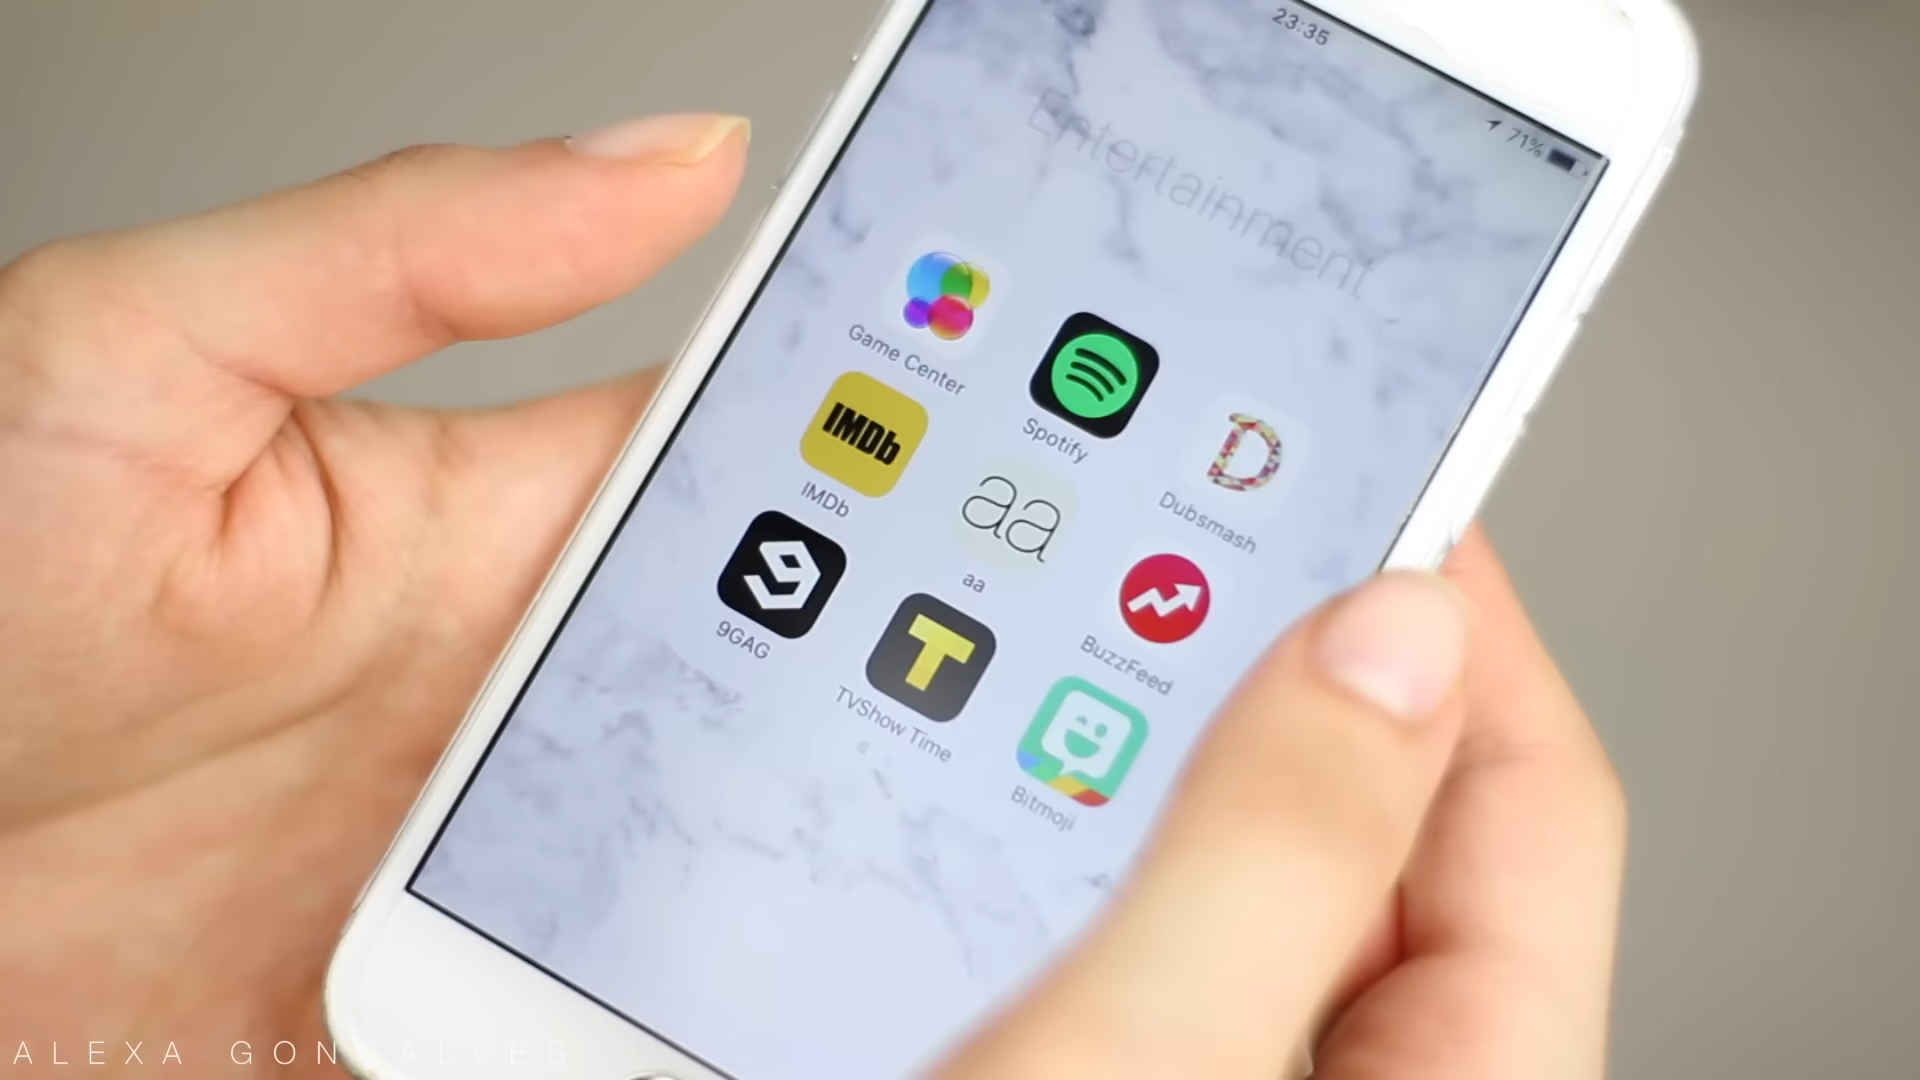 23:35
71%
Entertainment
Game Center
Spotify
D
Dubsmash
IMDb
IMDb
aa
aa
BuzzFeed
9
9GAG
T
TVShow Time
Bitmoji
ALEXA GONSALVES